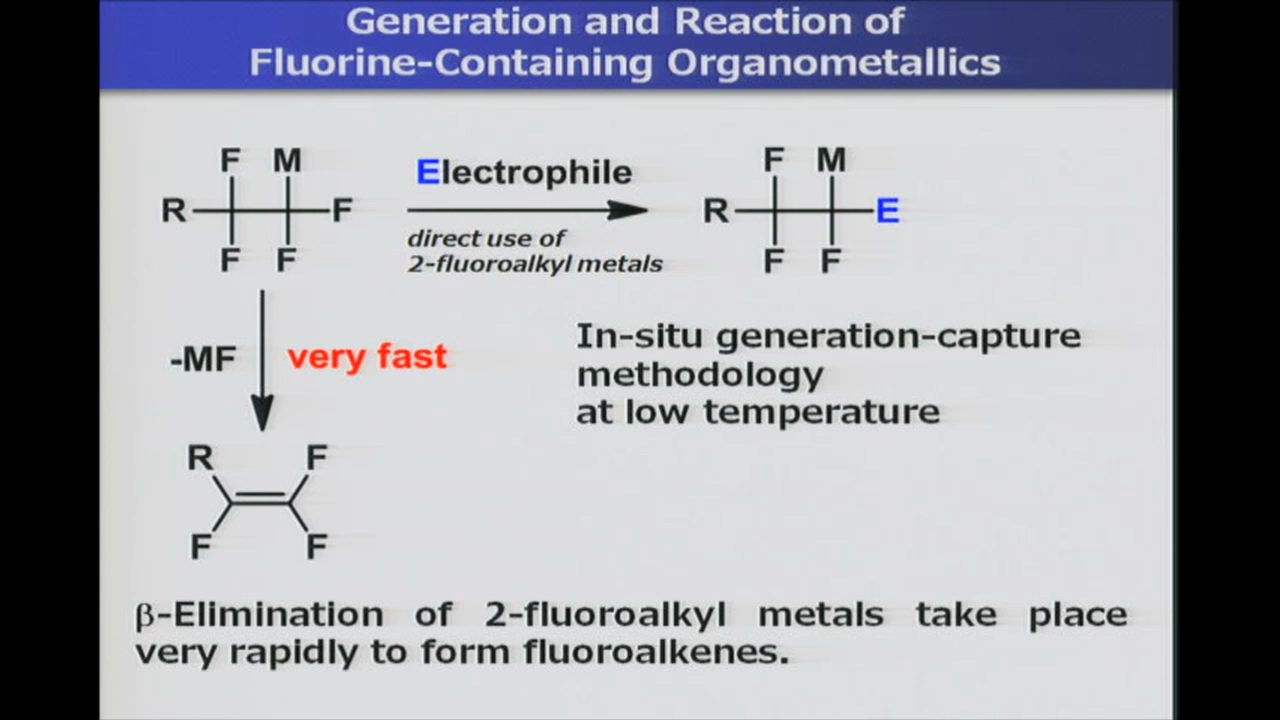 Generation and Reaction of
Fluorine-Containing Organometallics
F M
R F
F F
Electrophile
direct use of
2-fluoroalkyl metals
F M
R E
F F
-MF very fast
In-situ generation-capture
methodology
at low temperature
R F
F F
β-Elimination of 2-fluoroalkyl metals take place
very rapidly to form fluoroalkenes.